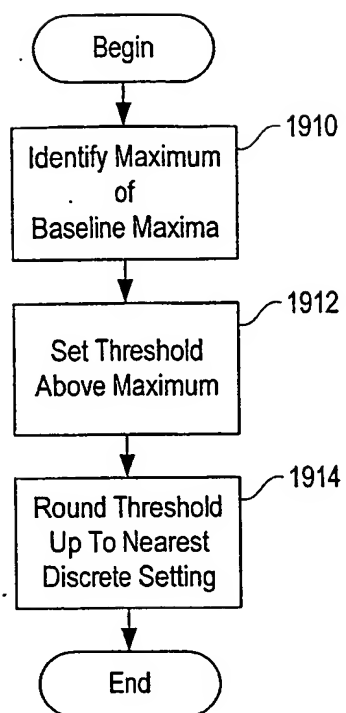 Begin
1910
Identify Maximum
of
Baseline Maxima
1912
Set Threshold
Above Maximum
1914
Round Threshold
Up To Nearest
Discrete Setting
End